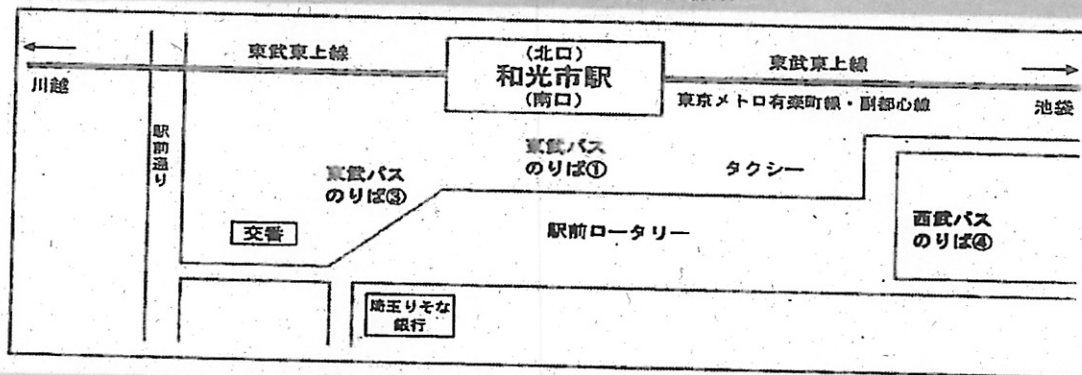 東武東上線
(北口)
和光市駅
(南口)
東武東上線
川越
東京メトロ有楽町線・副都心線
池袋
駅前通り
東武バス
のりば③
東武バス
のりば①
タクシー
交番
駅前ロータリー
西武バス
のりば④
埼玉りそな
銀行